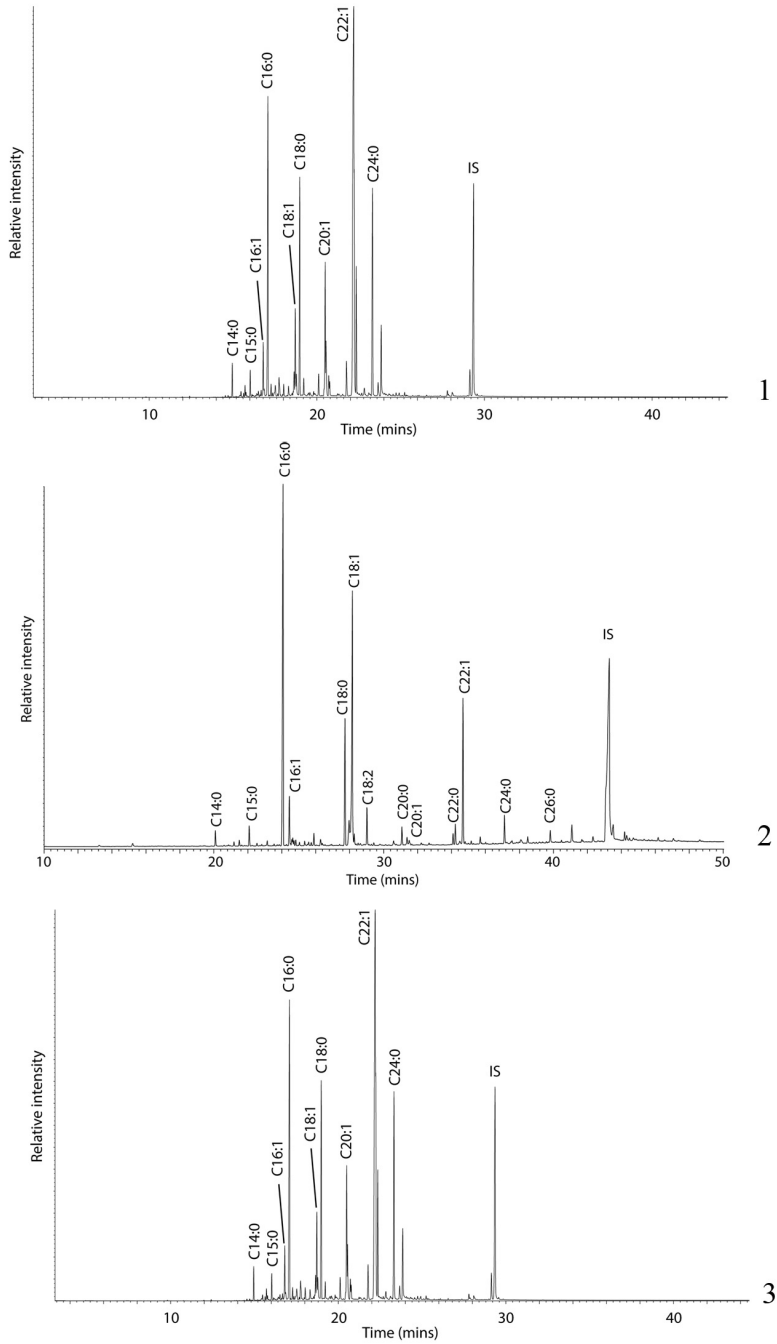 C22:1
C16:0
C18:0
C24:0
IS
C18:1
C20:1
C16:1
C14:0
C15:0
Relative intensity
10 20 30 40
Time (mins)
1
C16:0
C18:1
IS
C18:0
C22:1
C16:1
C18:2
C14:0
C15:0
C20:0
C20:1
C22:0
C24:0
C26:0
Relative intensity
10 20 30 40 50
Time (mins)
2
C22:1
C16:0
C18:0
C24:0
IS
C18:1
C20:1
C16:1
C14:0
C15:0
Relative intensity
10 20 30 40
Time (mins)
3